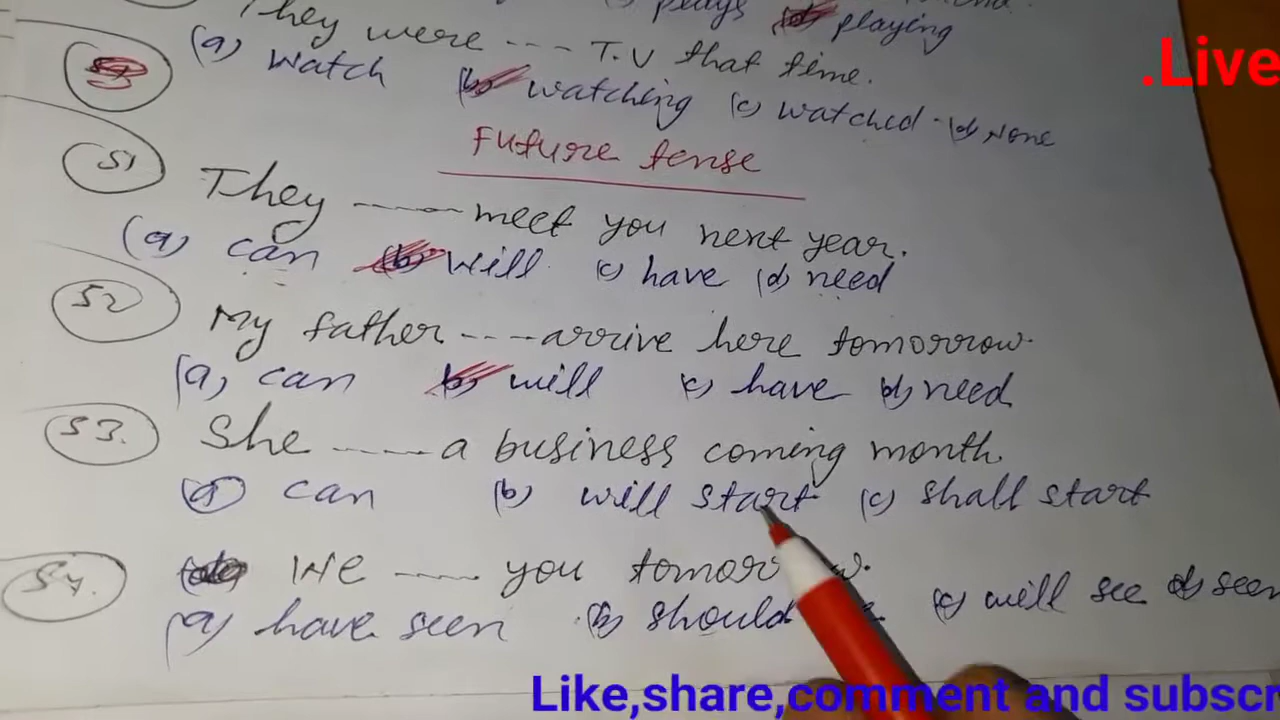 plays playing
They were ---- T.V that time.
(a) watch (b) watching (c) watched (d) None
.Live
Future tense
51 They ------ meet you next year.
(a) can (b) will (c) have (d) need
52 My father ---- arrive here tomorrow.
(a) can (b) will (c) have (d) need
53. She ------ a business coming month.
(a) can (b) will start (c) shall start
54. We ----- you tomorrow.
(a) have seen (b) should (c) will see (d) seen
Like,share,comment and subscr